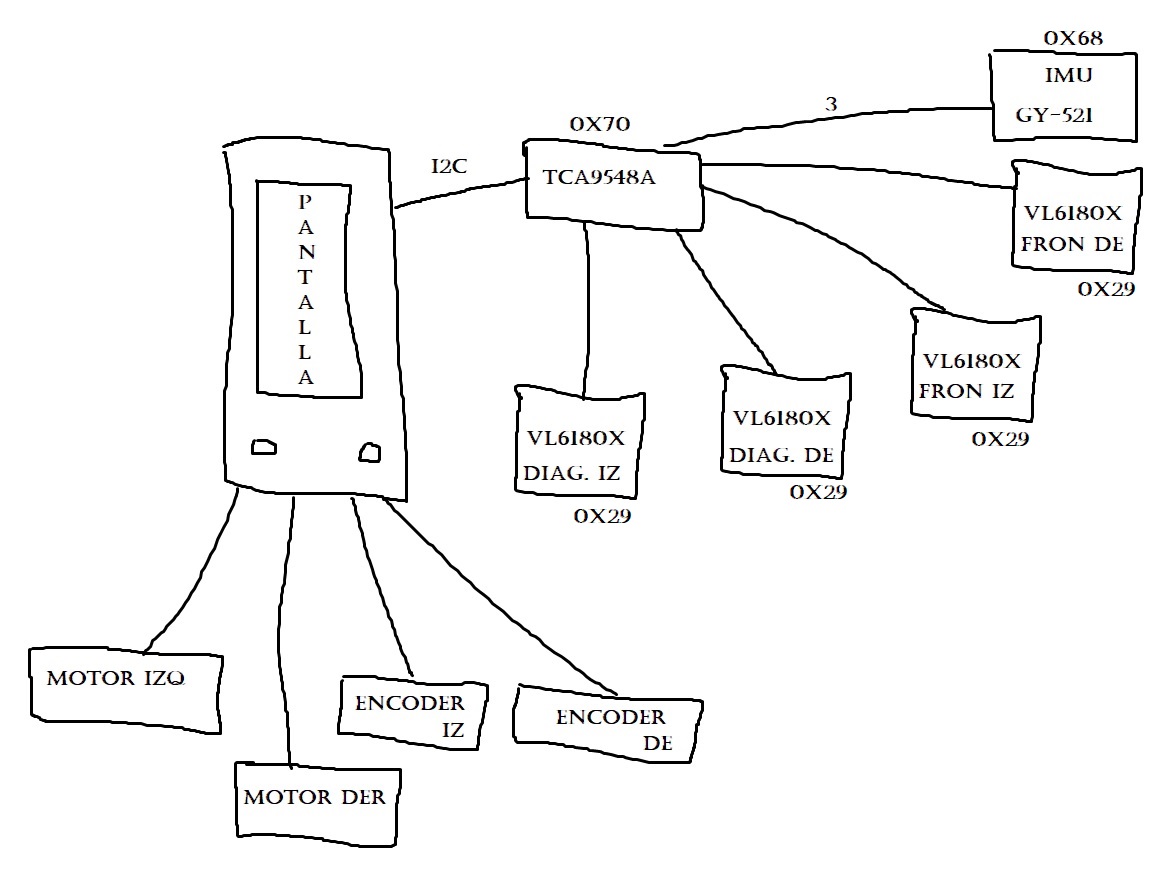 0X68
IMU
GY-521
3
0X70
TCA9548A
I2C
PANTALLA
VL6180X
FRON DE
0X29
VL6180X
FRON IZ
0X29
VL6180X
DIAG. DE
0X29
VL6180X
DIAG. IZ
0X29
MOTOR IZQ
ENCODER
IZ
ENCODER
DE
MOTOR DER